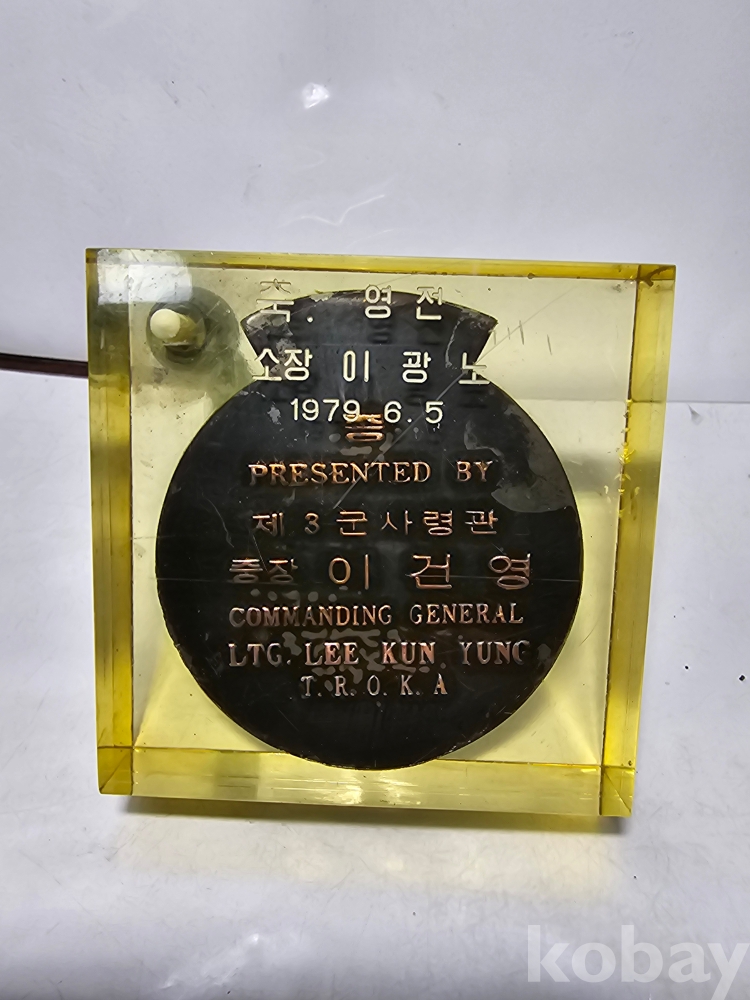 축. 영전
소장 이 광 노
1979. 6. 5
증
PRESENTED BY
제 3 군사령관
중장 이 건 영
COMMANDING GENERAL
LTG. LEE KUN YUNG
T. R. O. K. A
kobay